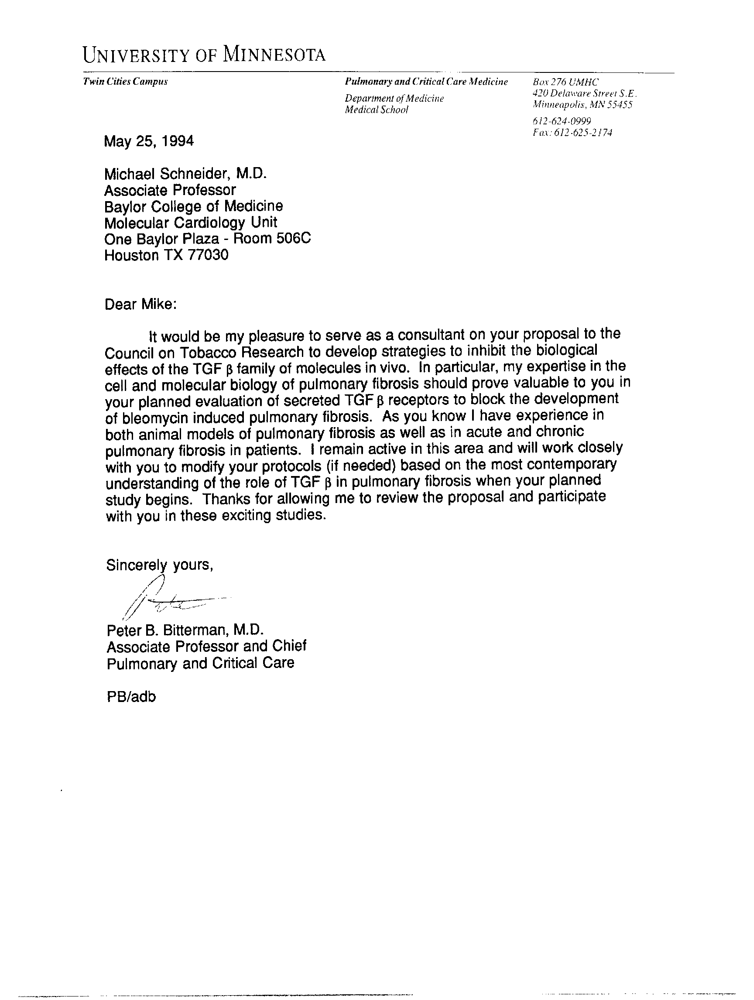 UNIVERSITY OF MINNESOTA
Twin Cities Campus
Pulmonary and Critical Care Medicine
Department of Medicine
Medical School
Box 276 UMHC
420 Delaware Street S.E.
Minneapolis, MN 55455
612-624-0999
Fax: 612-625-2174
May 25, 1994
Michael Schneider, M.D.
Associate Professor
Baylor College of Medicine
Molecular Cardiology Unit
One Baylor Plaza - Room 506C
Houston TX 77030
Dear Mike:
It would be my pleasure to serve as a consultant on your proposal to the
Council on Tobacco Research to develop strategies to inhibit the biological
effects of the TGF β family of molecules in vivo. In particular, my expertise in the
cell and molecular biology of pulmonary fibrosis should prove valuable to you in
your planned evaluation of secreted TGF β receptors to block the development
of bleomycin induced pulmonary fibrosis. As you know I have experience in
both animal models of pulmonary fibrosis as well as in acute and chronic
pulmonary fibrosis in patients. I remain active in this area and will work closely
with you to modify your protocols (if needed) based on the most contemporary
understanding of the role of TGF β in pulmonary fibrosis when your planned
study begins. Thanks for allowing me to review the proposal and participate
with you in these exciting studies.
Sincerely yours,
Pete
Peter B. Bitterman, M.D.
Associate Professor and Chief
Pulmonary and Critical Care
PB/adb